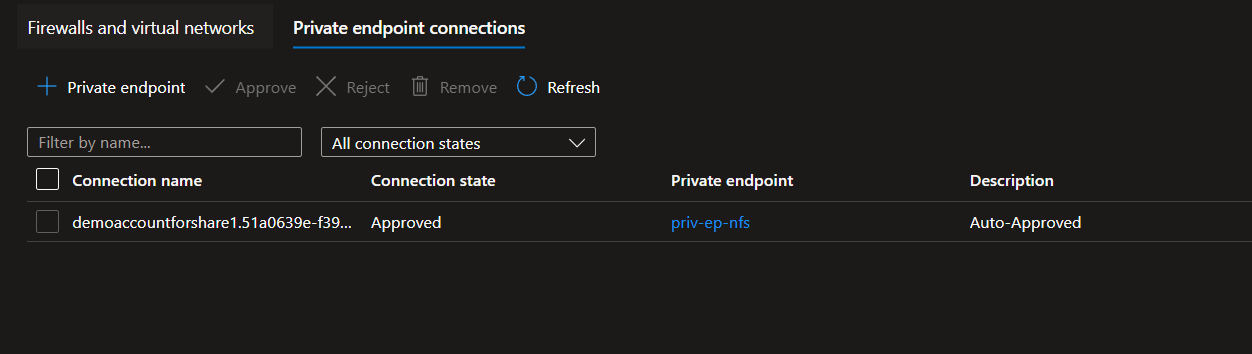 Firewalls and virtual networks Private endpoint connections
Private endpoint Approve Reject Remove Refresh
Filter by name... All connection states
Connection name Connection state Private endpoint Description
demoaccountforshare1.51a0639e-f39... Approved priv-ep-nfs Auto-Approved